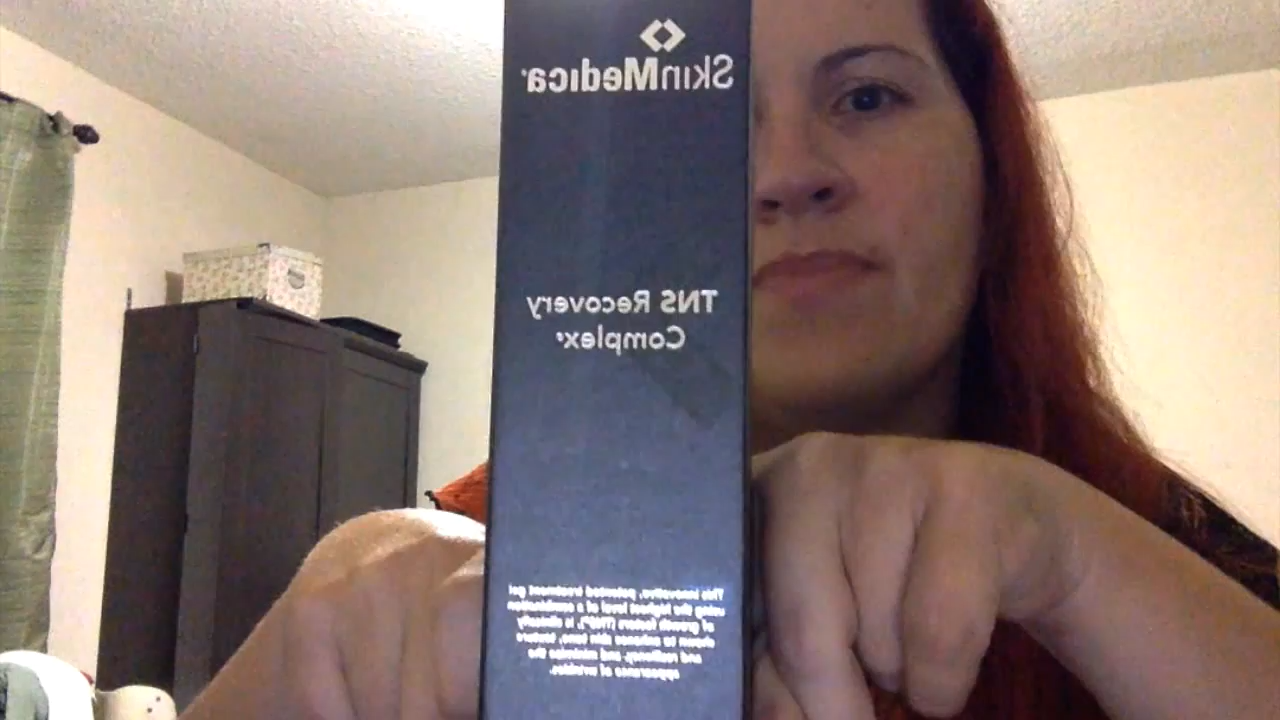 SkinMedica®
TNS Recovery
Complex®
This innovative, patented treatment gel
using the highest level of a combination
of growth factors (TNS®), is clinically
shown to enhance skin tone, texture
and resiliency, and minimize the
appearance of wrinkles.